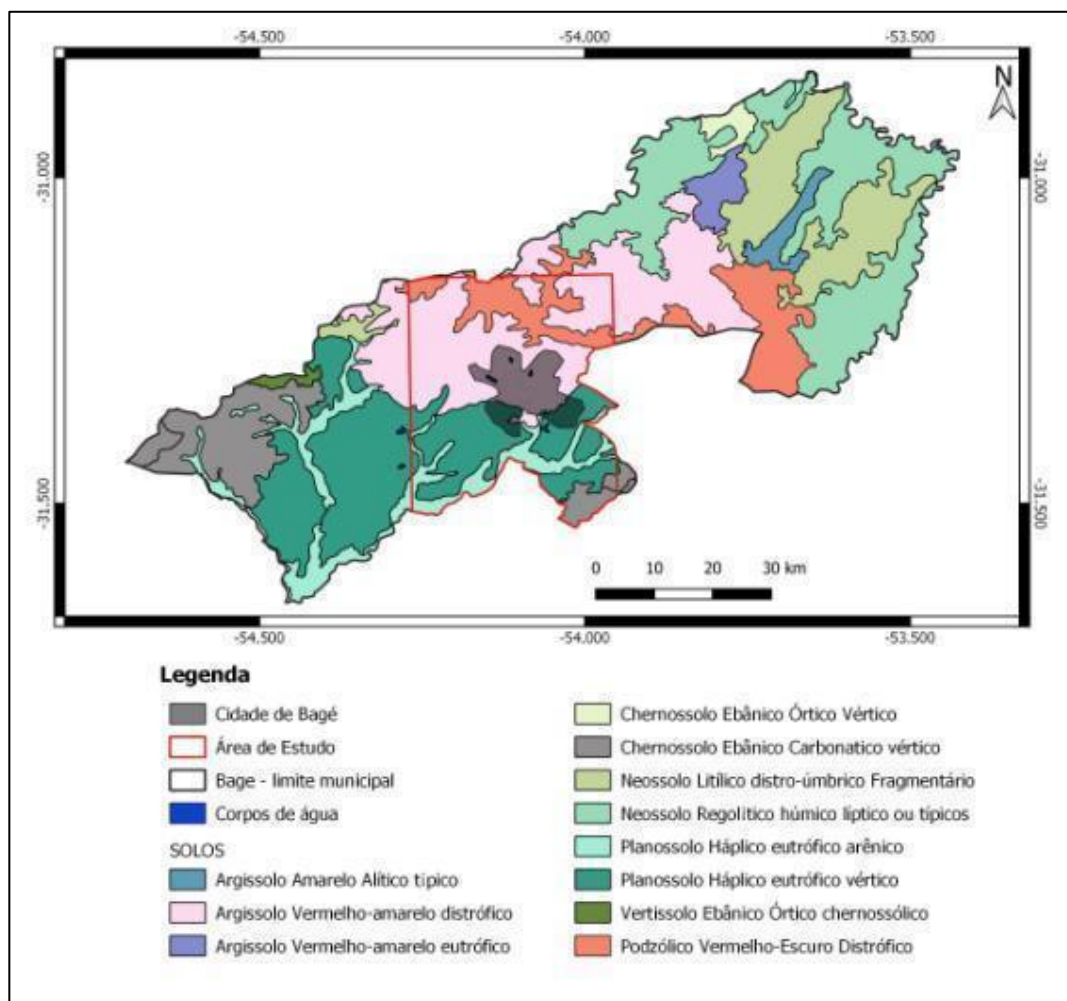 -54.500 -54.000 -53.500
N
-31.000 -31.000
-31.500 -31.500
0 10 20 30 km
-54.500 -54.000 -53.500
Legenda
Cidade de Bagé
Área de Estudo
Bage - limite municipal
Corpos de água
SOLOS
Argissolo Amarelo Alítico tipico
Argissolo Vermelho-amarelo distrófico
Argissolo Vermelho-amarelo eutrófico
Chernossolo Ebânico Órtico Vértico
Chernossolo Ebânico Carbonatico vértico
Neossolo Litílico distro-úmbrico Fragmentário
Neossolo Regolitico húmico líptico ou típicos
Planossolo Háplico eutrófico arênico
Planossolo Háplico eutrófico vértico
Vertissolo Ebânico Órtico chernossólico
Podzólico Vermelho-Escuro Distrófico